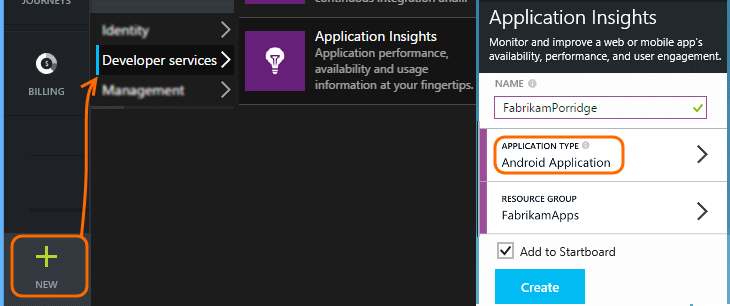 JOURNEYS
BILLING
NEW
Identity
Developer services
Management
Application Insights
Application performance,
availability and usage
information at your fingertips.
Application Insights
Monitor and improve a web or mobile app's
availability, performance, and user engagement.
NAME
FabrikamPorridge
APPLICATION TYPE
Android Application
RESOURCE GROUP
FabrikamApps
Add to Startboard
Create